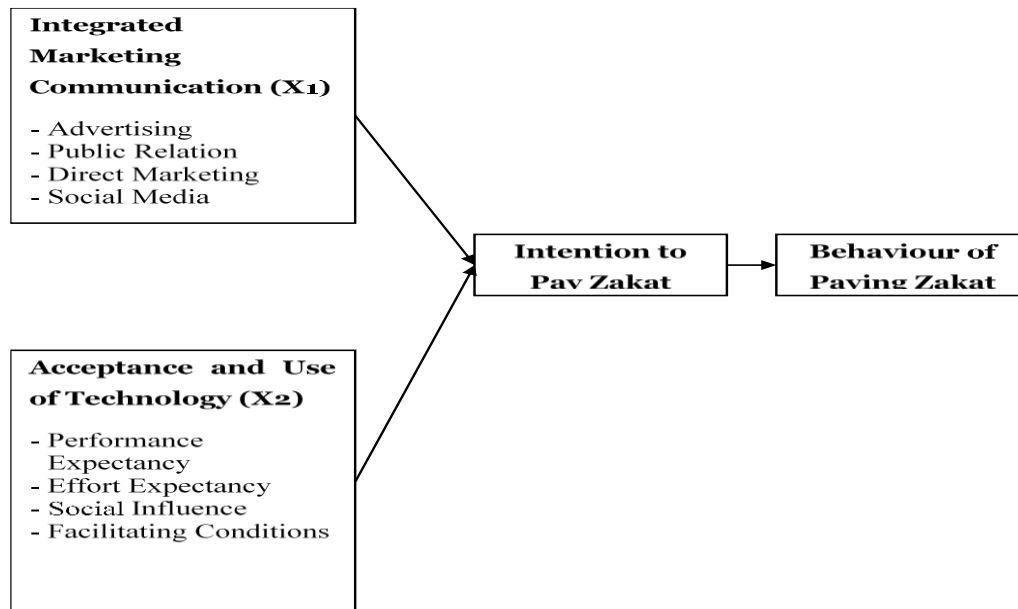 Integrated
Marketing
Communication (X1)
- Advertising
- Public Relation
- Direct Marketing
- Social Media
Intention to
Pay Zakat
Behaviour of
Paying Zakat
Acceptance and Use
of Technology (X2)
- Performance
Expectancy
- Effort Expectancy
- Social Influence
- Facilitating Conditions